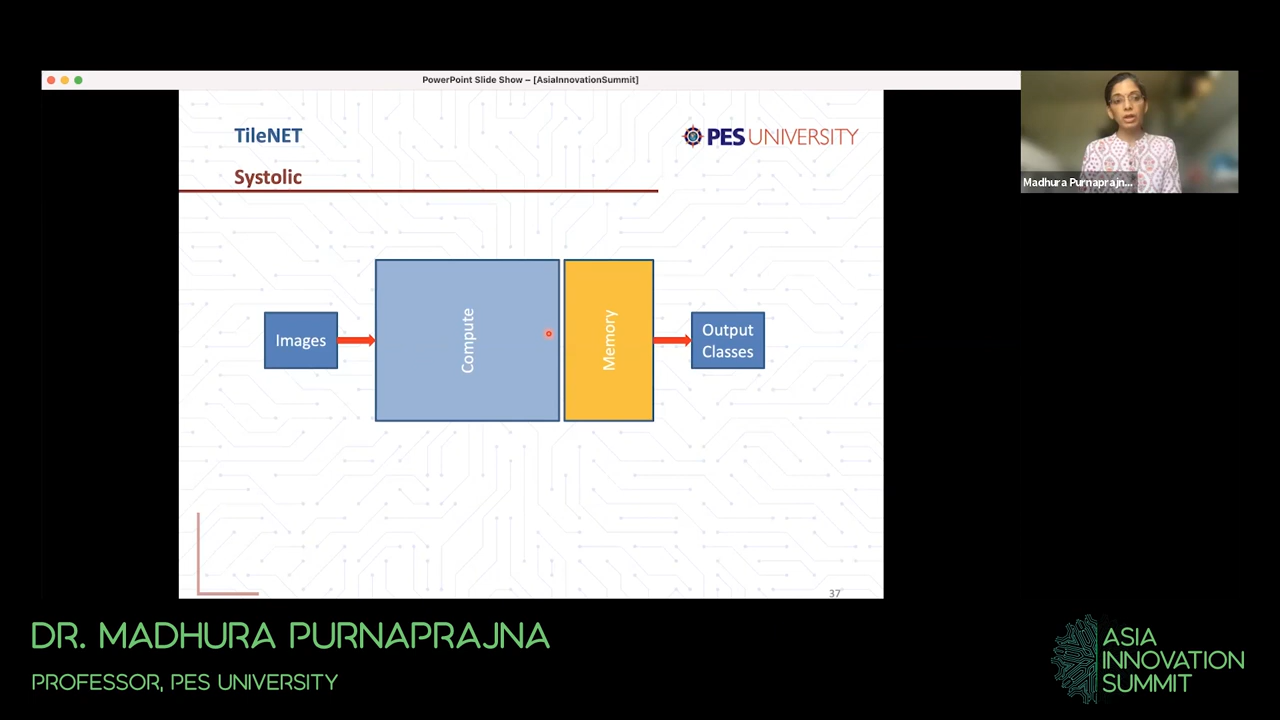 PowerPoint Slide Show – [AsiaInnovationSummit]
TileNET
PES UNIVERSITY
Systolic
Images
Compute
Memory
Output
Classes
37
Madhura Purnaprajn...
DR. MADHURA PURNAPRAJNA
PROFESSOR, PES UNIVERSITY
ASIA
INNOVATION
SUMMIT